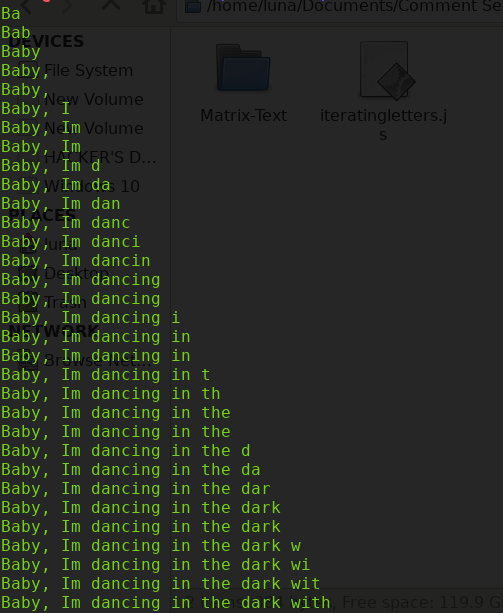 /home/luna/Documents/Comment Se
Ba
Bab
Baby
Baby,
Baby,
Baby, I
Baby, Im
Baby, Im
Baby, Im d
Baby, Im da
Baby, Im dan
Baby, Im danc
Baby, Im danci
Baby, Im dancin
Baby, Im dancing
Baby, Im dancing
Baby, Im dancing i
Baby, Im dancing in
Baby, Im dancing in
Baby, Im dancing in t
Baby, Im dancing in th
Baby, Im dancing in the
Baby, Im dancing in the
Baby, Im dancing in the d
Baby, Im dancing in the da
Baby, Im dancing in the dar
Baby, Im dancing in the dark
Baby, Im dancing in the dark
Baby, Im dancing in the dark w
Baby, Im dancing in the dark wi
Baby, Im dancing in the dark wit
Baby, Im dancing in the dark with
DEVICES
File System
New Volume
New Volume
HACKER'S D...
Windows 10
PLACES
luna
Desktop
Trash
NETWORK
Browse Net...
Matrix-Text
iteratingletters.j
s
Free space: 119.9 G